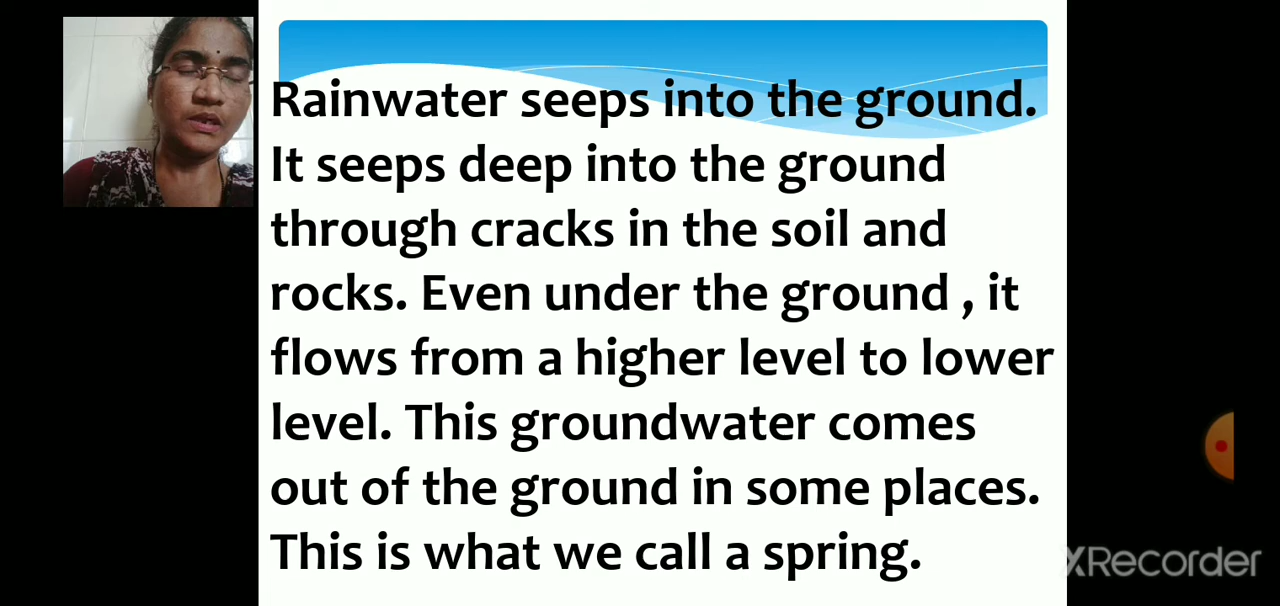 Rainwater seeps into the ground.
It seeps deep into the ground
through cracks in the soil and
rocks. Even under the ground , it
flows from a higher level to lower
level. This groundwater comes
out of the ground in some places.
This is what we call a spring.
XRecorder